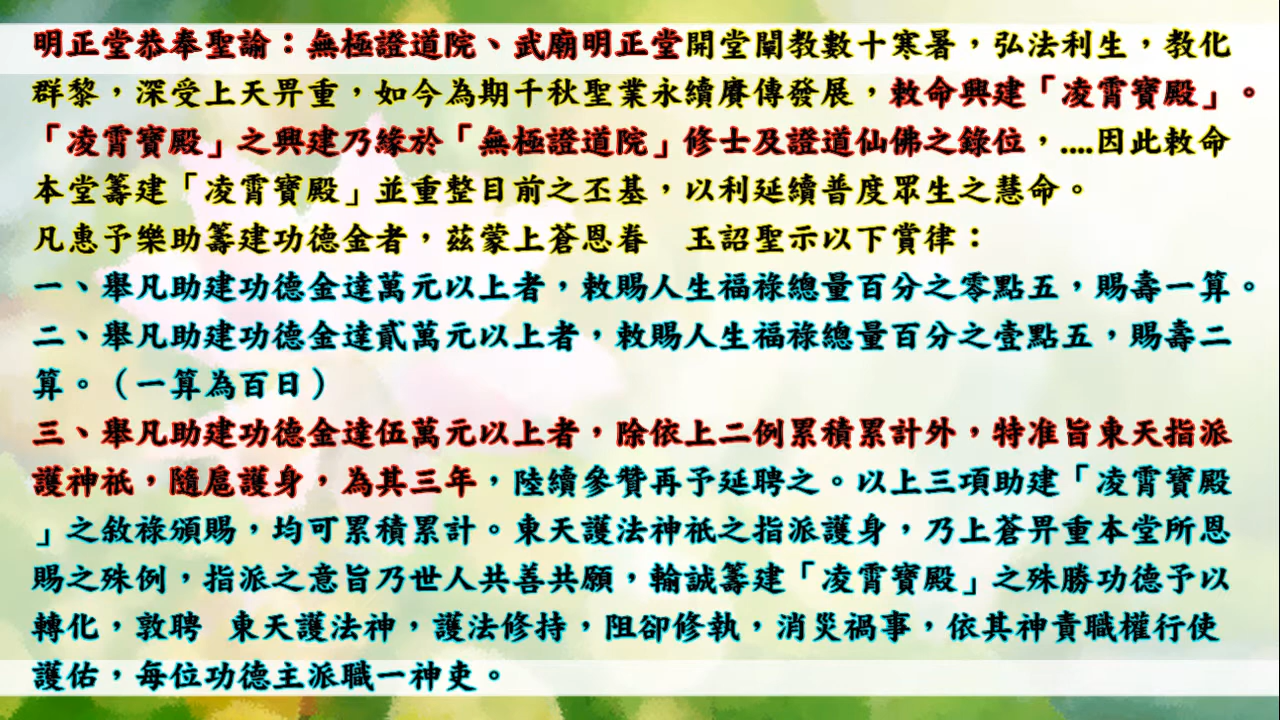 明正堂恭奉聖諭：無極證道院、武廟明正堂開堂闡教數十寒暑，弘法利生，教化
群黎，深受上天畀重，如今為期千秋聖業永續賡傳發展，敕命興建「凌霄寶殿」。
「凌霄寶殿」之興建乃緣於「無極證道院」修士及證道仙佛之錄位，....因此敕命
本堂籌建「凌霄寶殿」並重整目前之丕基，以利延續普度眾生之慧命。
凡惠予樂助籌建功德金者，茲蒙上蒼恩眷　玉詔聖示以下賞律：
一、舉凡助建功德金達萬元以上者，敕賜人生福祿總量百分之零點五，賜壽一算。
二、舉凡助建功德金達貳萬元以上者，敕賜人生福祿總量百分之壹點五，賜壽二
算。（一算為百日）
三、舉凡助建功德金達伍萬元以上者，除依上二例累積累計外，特准旨東天指派
護神祇，隨扈護身，為其三年，陸續參贊再予延聘之。以上三項助建「凌霄寶殿
」之敘祿頒賜，均可累積累計。東天護法神祇之指派護身，乃上蒼畀重本堂所恩
賜之殊例，指派之意旨乃世人共善共願，輸誠籌建「凌霄寶殿」之殊勝功德予以
轉化，敦聘　東天護法神，護法修持，阻卻修執，消災禍事，依其神責職權行使
護佑，每位功德主派職一神吏。